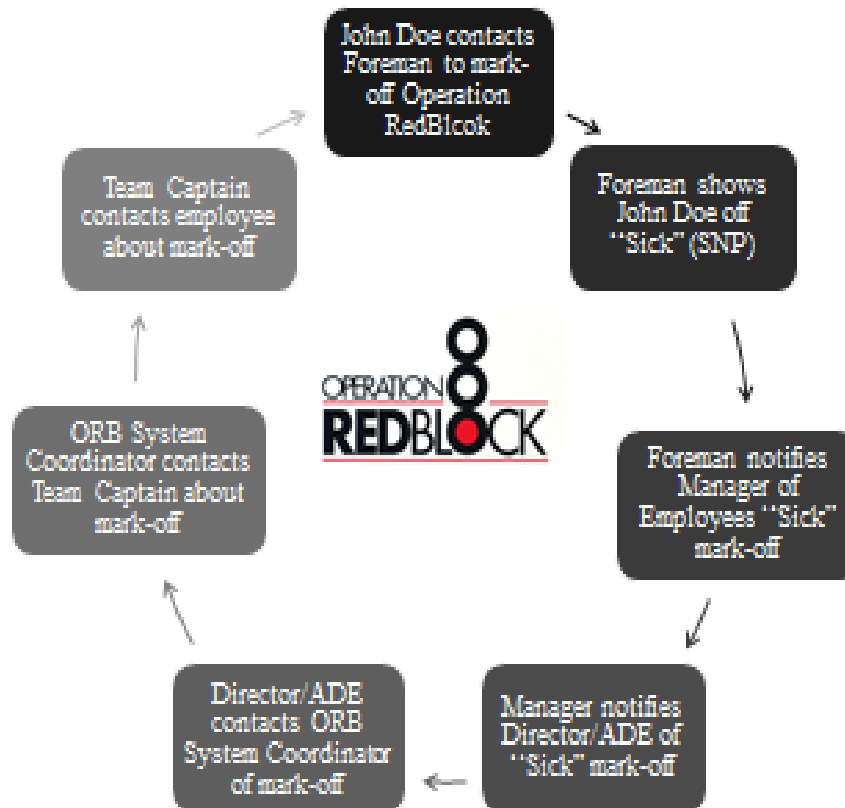 John Doe contacts
Foreman to mark-
off Operation
RedBlcok
Foreman shows
John Doe off
“Sick” (SNP)
Foreman notifies
Manager of
Employees “Sick”
mark-off
Manager notifies
Director/ADE of
“Sick” mark-off
Director/ADE
contacts ORB
System Coordinator
of mark-off
ORB System
Coordinator contacts
Team Captain about
mark-off
Team Captain
contacts employee
about mark-off
OPERATION
REDBLOCK